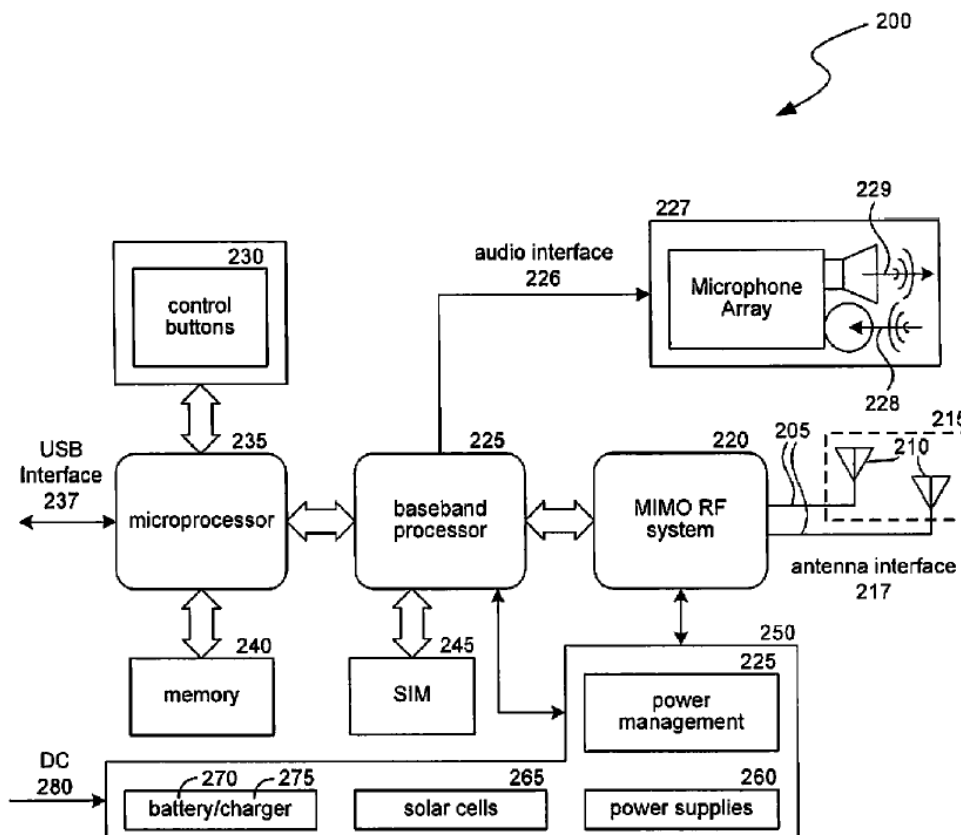 200
229
227
230
audio interface
226
Microphone
Array
control
buttons
228
215
USB
Interface
237
235
225
220
205
210
microprocessor
baseband
processor
MIMO RF
system
antenna interface
217
240
245
250
225
memory
SIM
power
management
DC
280
270
275
265
260
battery/charger
solar cells
power supplies